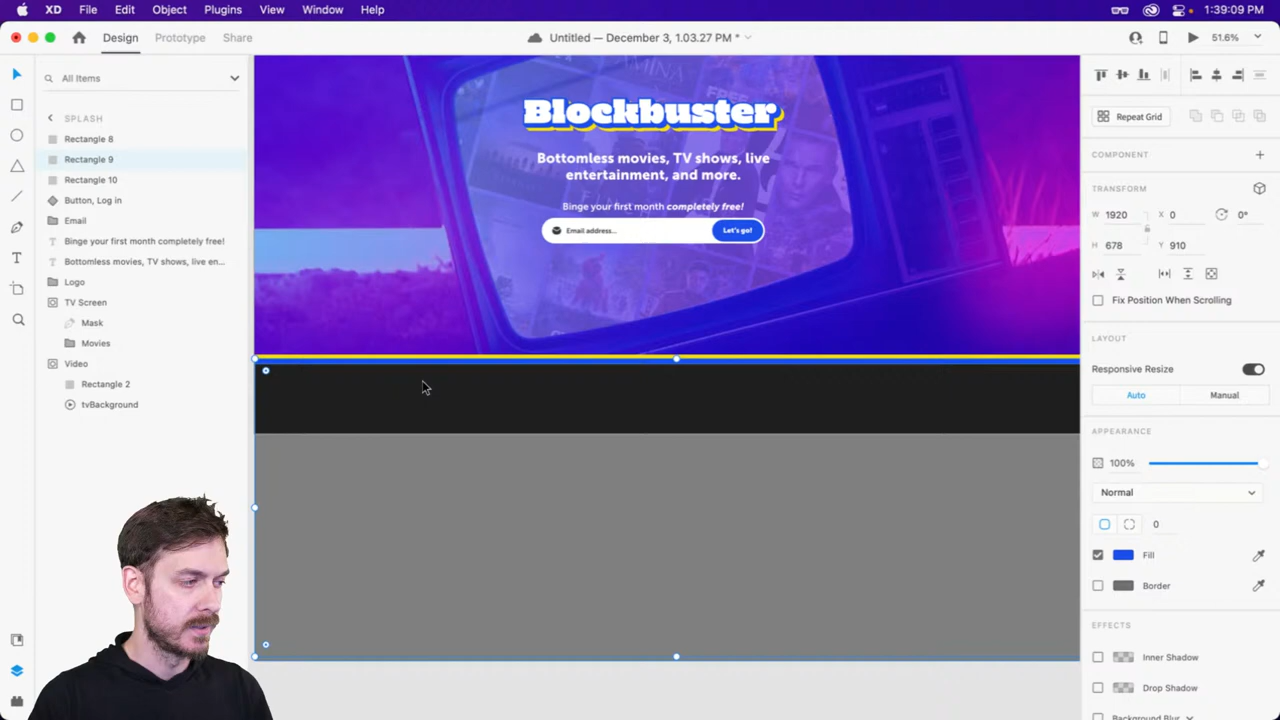 XD File Edit Object Plugins View Window Help 1:39:09 PM
Design Prototype Share Untitled — December 3, 1.03.27 PM * 51.6%
All Items
SPLASH
Rectangle 8
Rectangle 9
Rectangle 10
Button, Log in
Email
Binge your first month completely free!
Bottomless movies, TV shows, live en...
Logo
TV Screen
Mask
Movies
Video
Rectangle 2
tvBackground
Blockbuster
Bottomless movies, TV shows, live
entertainment, and more.
Binge your first month completely free!
Email address... Let's go!
Repeat Grid
COMPONENT
TRANSFORM
W 1920 X 0 0°
H 678 Y 910
Fix Position When Scrolling
LAYOUT
Responsive Resize
Auto Manual
APPEARANCE
100%
Normal
0
Fill
Border
EFFECTS
Inner Shadow
Drop Shadow
Background Blur